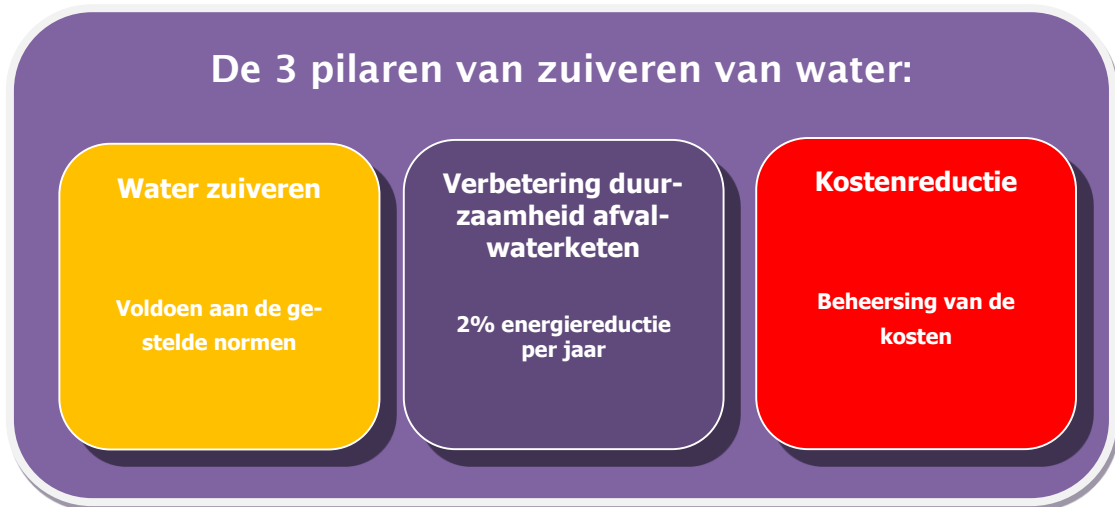 De 3 pilaren van zuiveren van water:
Water zuiveren
Voldoen aan de ge-
stelde normen
Verbetering duur-
zaamheid afval-
waterketen
2% energiereductie
per jaar
Kostenreductie
Beheersing van de
kosten